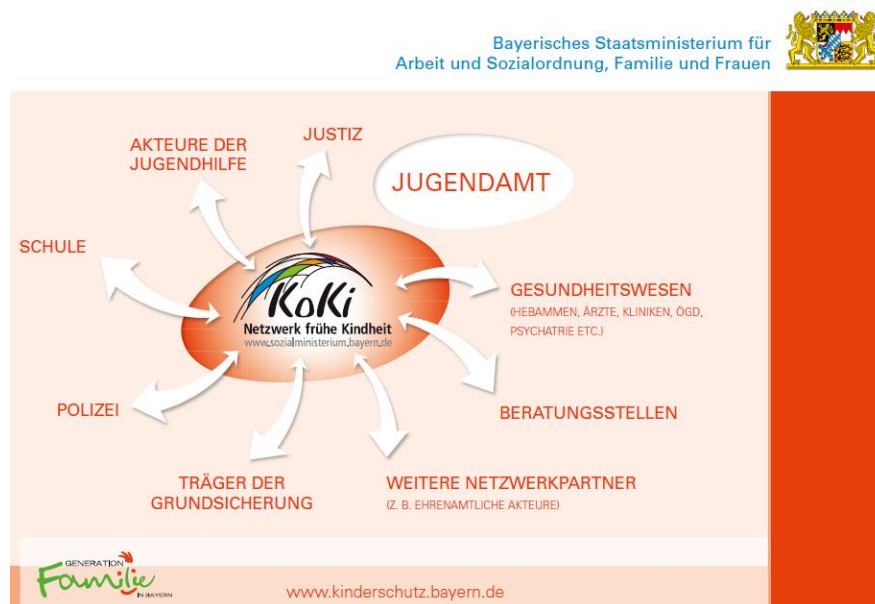 Bayerisches Staatsministerium für
Arbeit und Sozialordnung, Familie und Frauen
JUSTIZ
AKTEURE DER
JUGENDHILFE
JUGENDAMT
SCHULE
KoKi
Netzwerk frühe Kindheit
www.sozialministerium.bayern.de
GESUNDHEITSWESEN
(HEBAMMEN, ÄRZTE, KLINIKEN, ÖGD,
PSYCHATRIE ETC.)
POLIZEI
BERATUNGSSTELLEN
TRÄGER DER
GRUNDSICHERUNG
WEITERE NETZWERKPARTNER
(Z. B. EHRENAMTLICHE AKTEURE)
GENERATION
Familie
IN BAYERN
www.kinderschutz.bayern.de